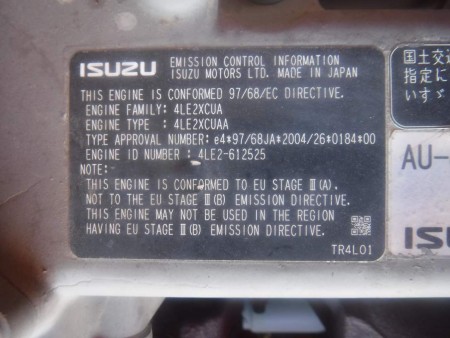 ISUZU
EMISSION CONTROL INFORMATION
ISUZU MOTORS LTD. MADE IN JAPAN
THIS ENGINE IS CONFORMED 97/68/EC DIRECTIVE.
ENGINE FAMILY: 4LE2XCUA
ENGINE TYPE : 4LE2XCUAA
TYPE APPROVAL NUMBER: e4*97/68JA*2004/26*0184*00
ENGINE ID NUMBER : 4LE2-612525
NOTE:-
THIS ENGINE IS CONFORMED TO EU STAGE Ⅲ(A).
NOT TO THE EU STAGE Ⅲ(B) EMISSION DIRECTIVE.
THIS ENGINE MAY NOT BE USED IN THE REGION
HAVING EU STAGE Ⅲ(B) EMISSION DIRECTIVE.
TR4L01
国土交
指定に
いすゞ
AU-
ISU